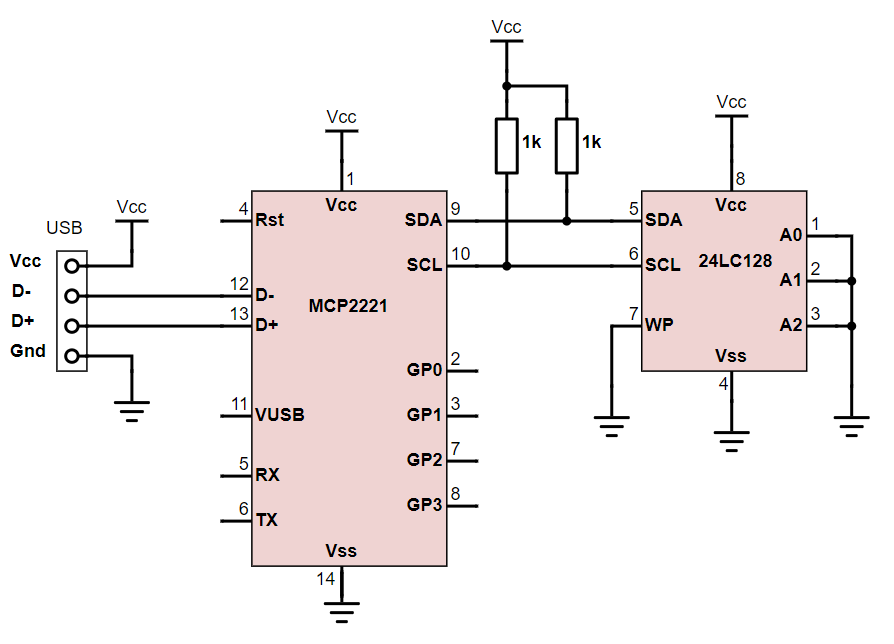 Vcc
1k
1k
Vcc
Vcc
8
Vcc
SDA
5
SCL
6
24LC128
WP
7
A0
1
A1
2
A2
3
Vss
4
1
Vcc
4
Rst
SDA
9
SCL
10
12
D-
13
D+
MCP2221
GP0
2
GP1
3
GP2
7
GP3
8
11
VUSB
5
RX
6
TX
Vss
14
Vcc
USB
Vcc
D-
D+
Gnd